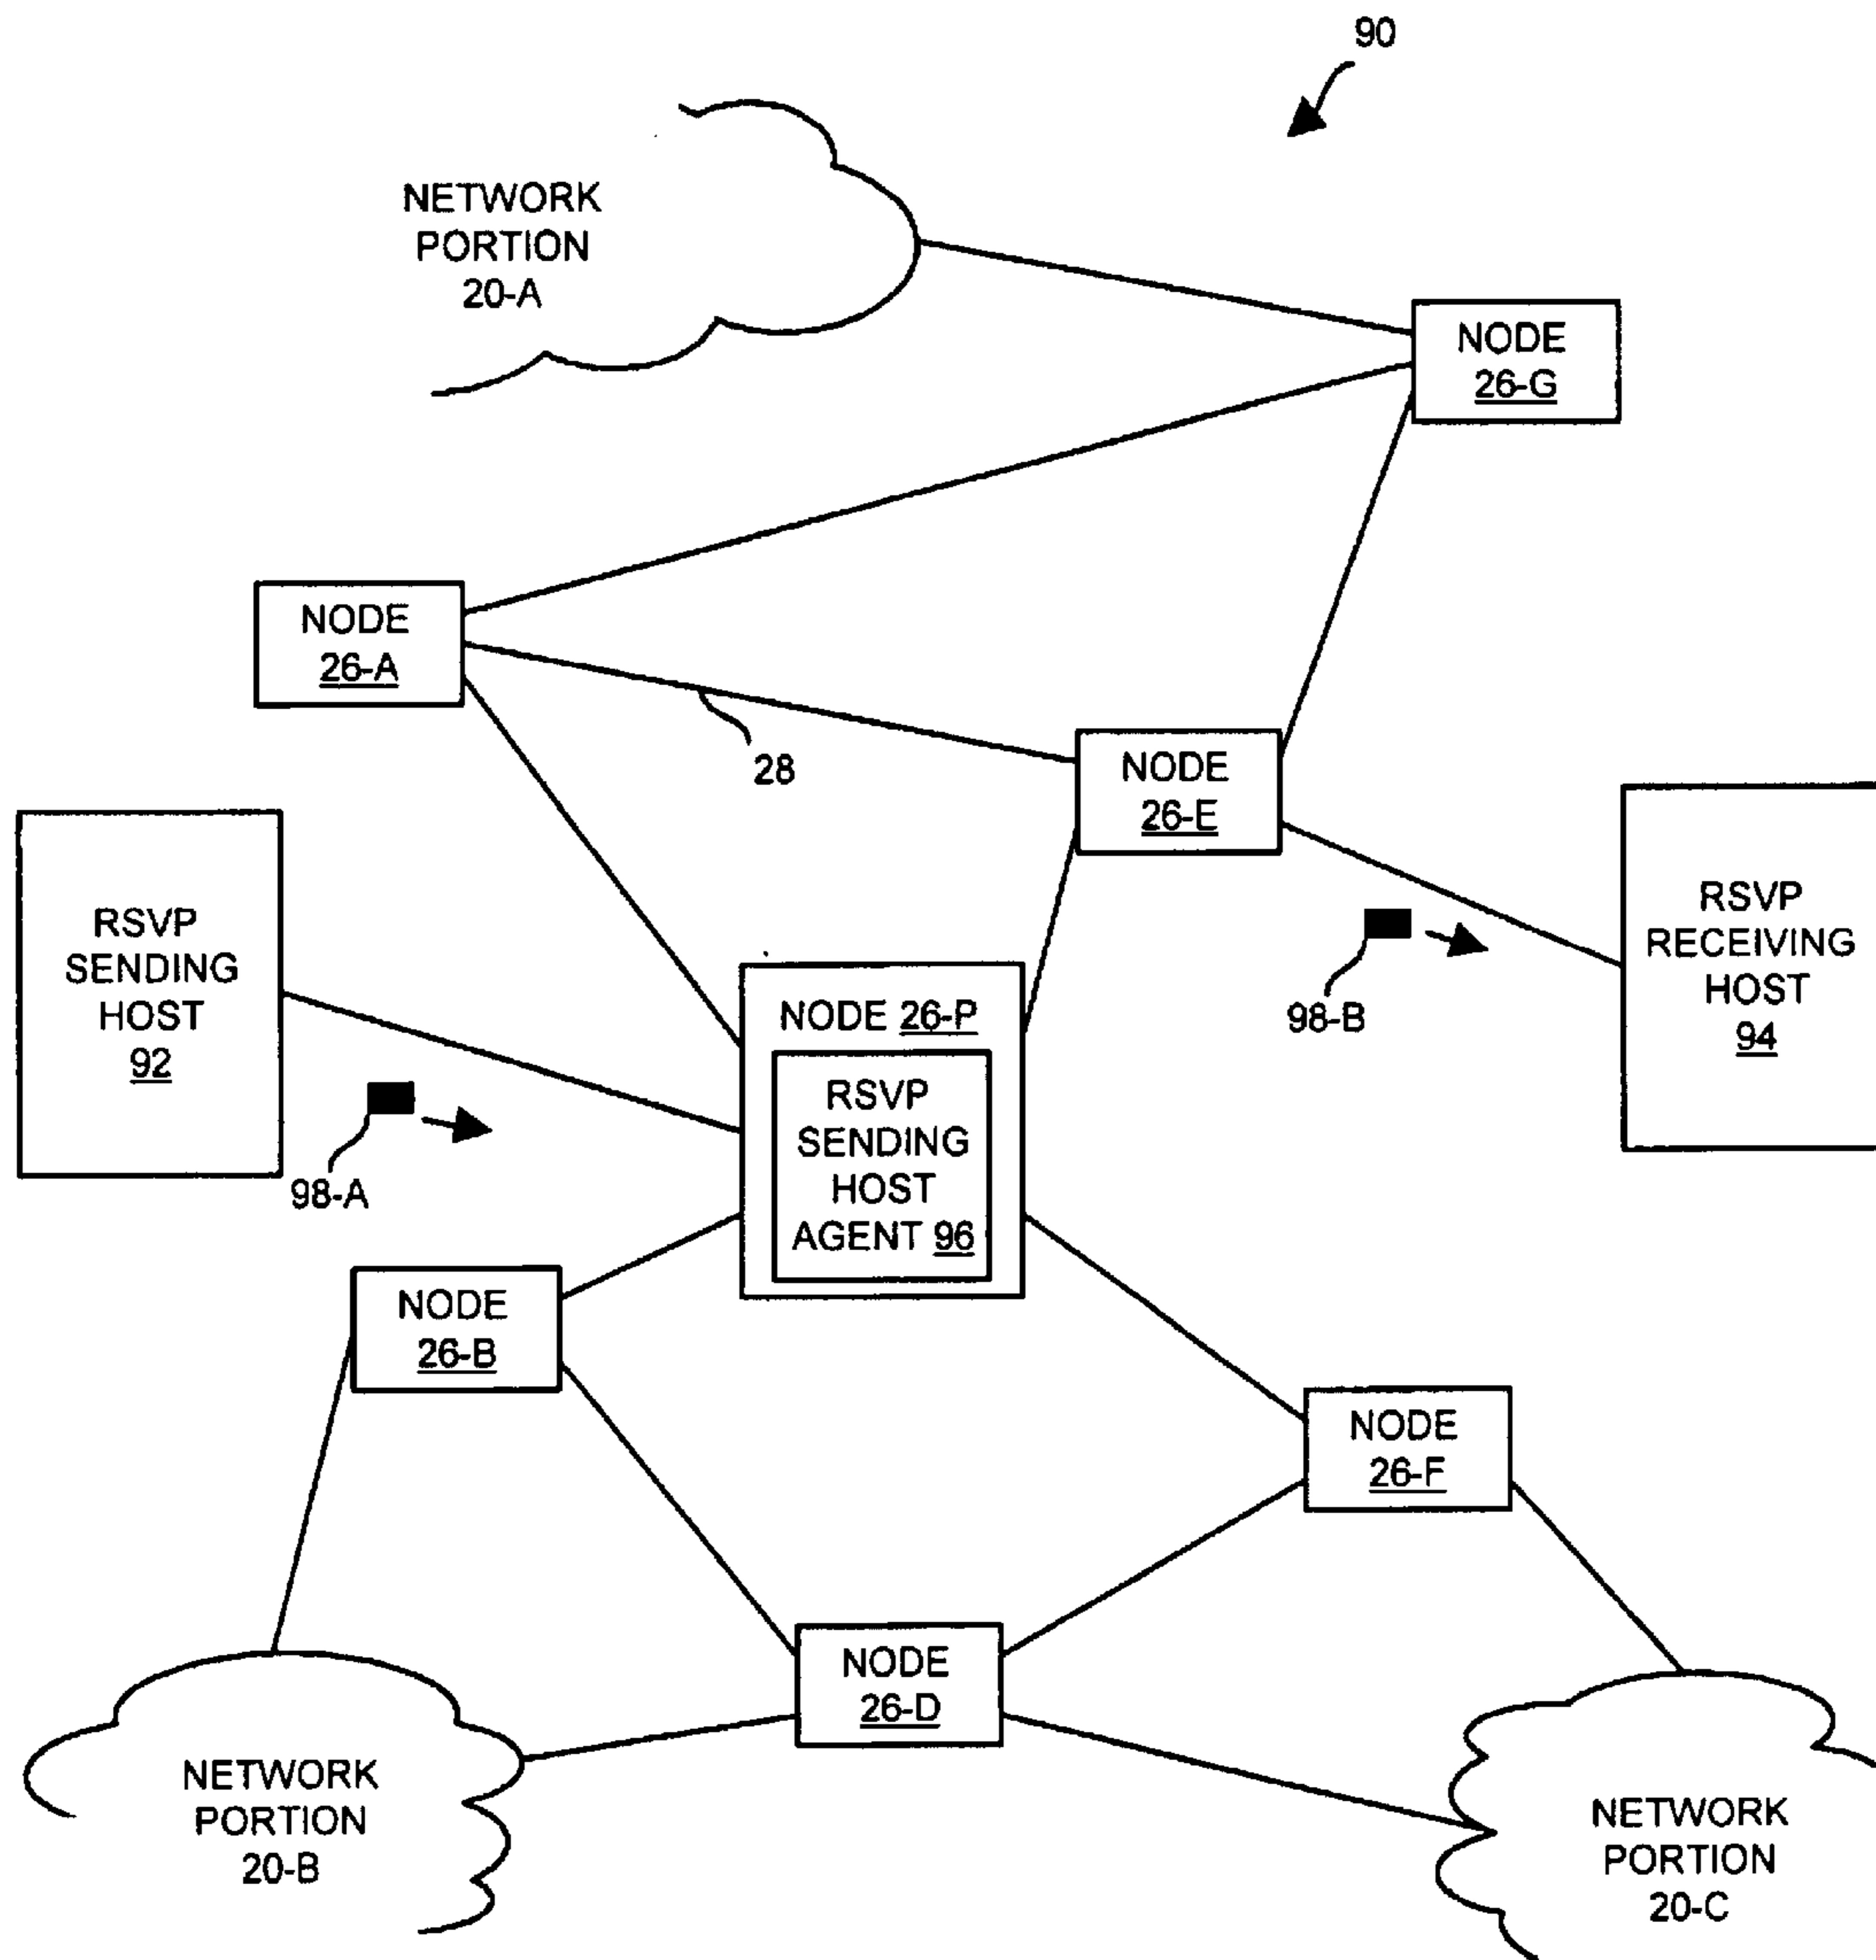 90
NETWORK
PORTION
20-A
NODE
26-G
NODE
26-A
28
NODE
26-E
RSVP
SENDING
HOST
92
RSVP
RECEIVING
HOST
94
98-B
NODE 26-P
RSVP
SENDING
HOST
AGENT 96
98-A
NODE
26-B
NODE
26-F
NODE
26-D
NETWORK
PORTION
20-B
NETWORK
PORTION
20-C